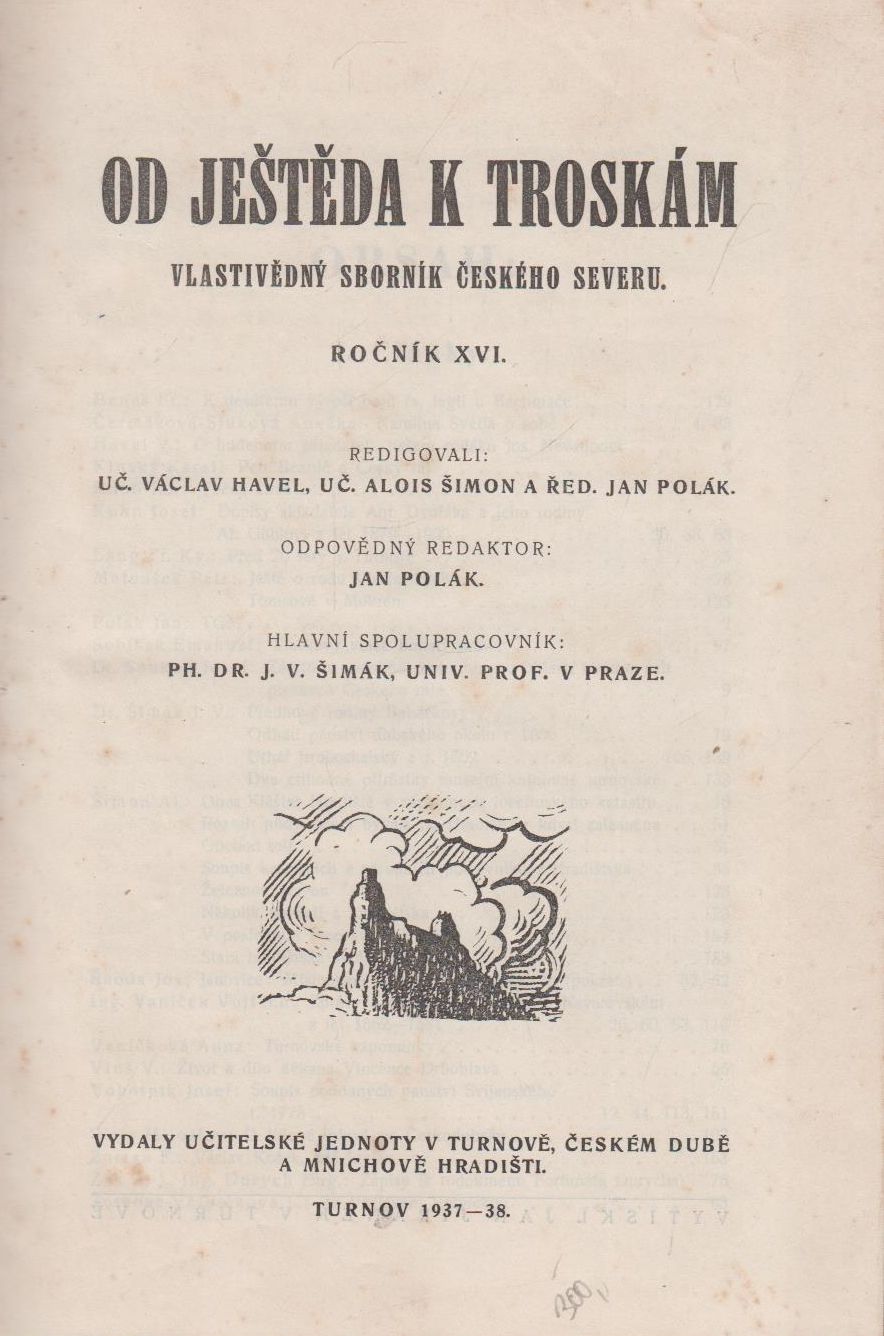 OD JEŠTĚDA K TROSKÁM
VLASTIVĚDNÝ SBORNÍK ČESKÉHO SEVERU.
ROČNÍK XVI.
REDIGOVALI:
UČ. VÁCLAV HAVEL, UČ. ALOIS ŠIMON A ŘED. JAN POLÁK.
ODPOVĚDNÝ REDAKTOR:
JAN POLÁK.
HLAVNÍ SPOLUPRACOVNÍK:
PH. DR. J. V. ŠIMÁK, UNIV. PROF. V PRAZE.
VYDALY UČITELSKÉ JEDNOTY V TURNOVĚ, ČESKÉM DUBĚ
A MNICHOVĚ HRADIŠTI.
TURNOV 1937—38.